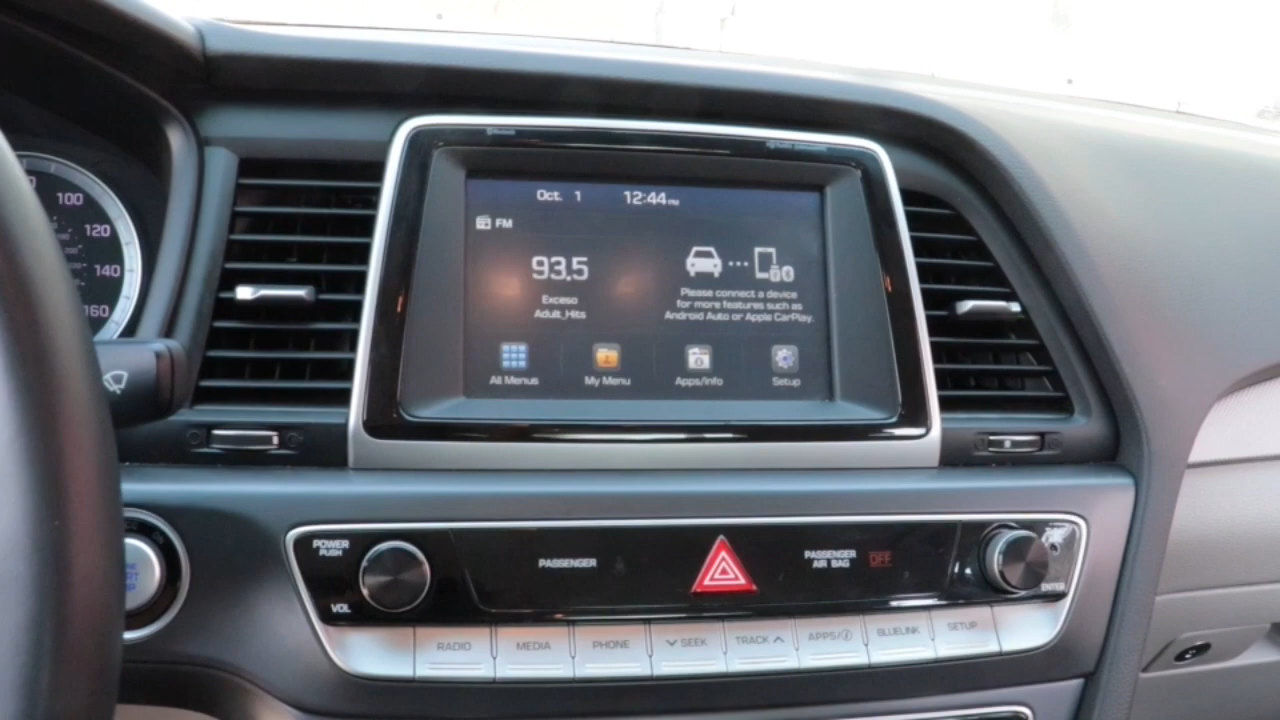 Bluetooth
Oct. 1 12:44 PM
FM
93.5
Exceso
Adult_Hits
Please connect a device
for more features such as
Android Auto or Apple CarPlay.
All Menus
My Menu
Apps/Info
Setup
100
120
140
160
POWER
PUSH
VOL
PASSENGER
PASSENGER
AIR BAG
OFF
ENTER
RADIO
MEDIA
PHONE
SEEK
TRACK
APPS/i
BLUELINK
SETUP